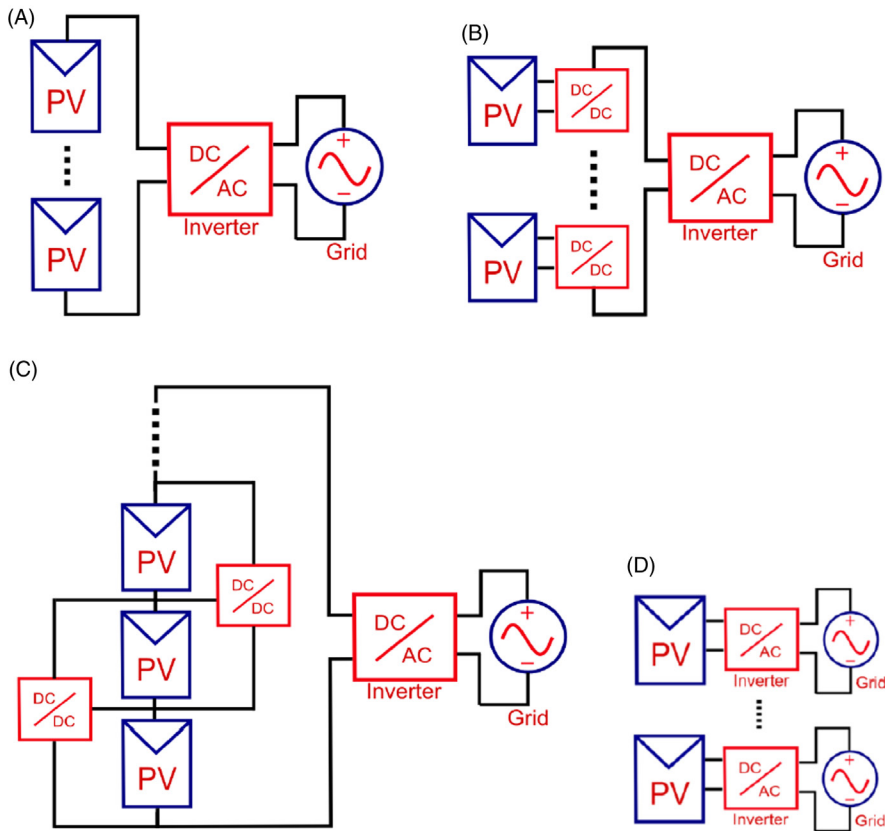 (A)
PV
PV
DC
AC
Inverter
+
−
Grid
(B)
PV
DC
DC
PV
DC
DC
DC
AC
Inverter
+
−
Grid
(C)
PV
DC
DC
PV
DC
DC
PV
DC
AC
Inverter
+
−
Grid
(D)
PV
DC
AC
Inverter
+
−
Grid
PV
DC
AC
Inverter
+
−
Grid